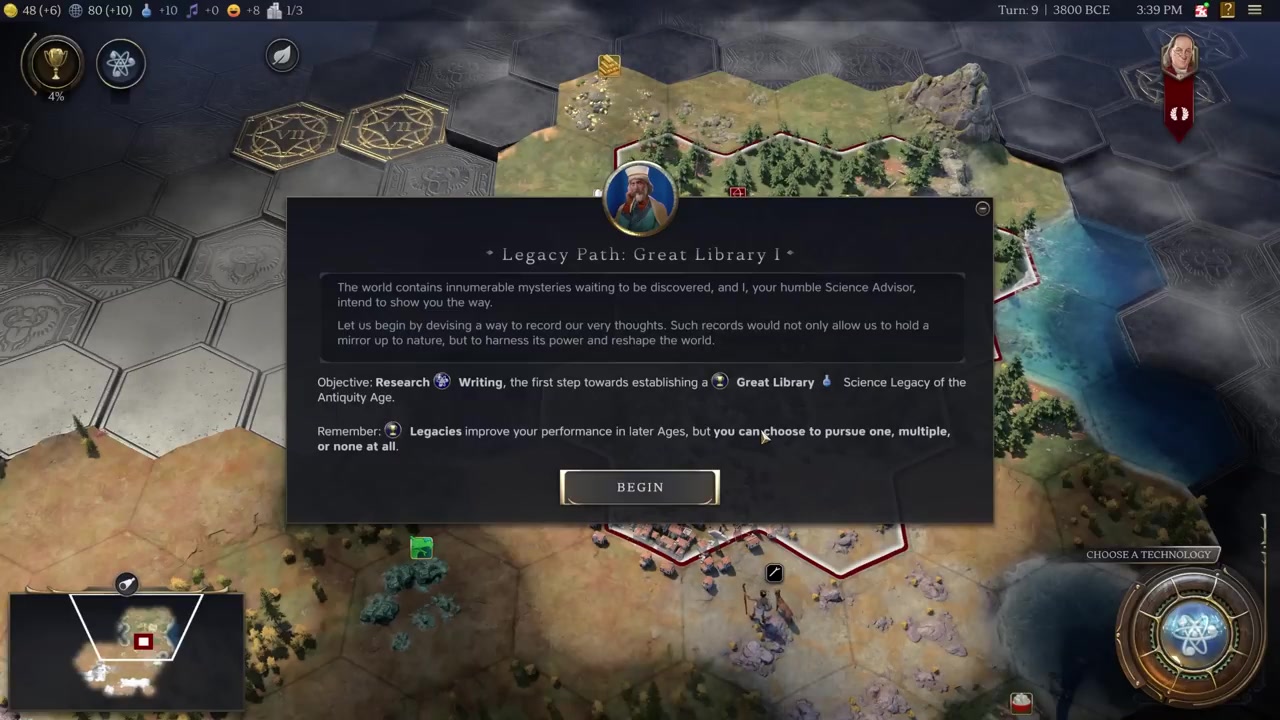 48 (+6) 80 (+10) +10 +0 +8 1/3
Turn: 9 | 3800 BCE 3:39 PM
4%
VII VII
Legacy Path: Great Library I
The world contains innumerable mysteries waiting to be discovered, and I, your humble Science Advisor,
intend to show you the way.
Let us begin by devising a way to record our very thoughts. Such records would not only allow us to hold a
mirror up to nature, but to harness its power and reshape the world.
Objective: Research Writing, the first step towards establishing a Great Library Science Legacy of the
Antiquity Age.
Remember: Legacies improve your performance in later Ages, but you can choose to pursue one, multiple,
or none at all.
BEGIN
CHOOSE A TECHNOLOGY